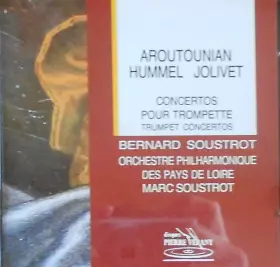 AROUTOUNIAN
HUMMEL JOLIVET
CONCERTOS
POUR TROMPETTE
TRUMPET CONCERTOS
BERNARD SOUSTROT
ORCHESTRE PHILHARMONIQUE
DES PAYS DE LOIRE
MARC SOUSTROT
disques
PIERRE VERANY